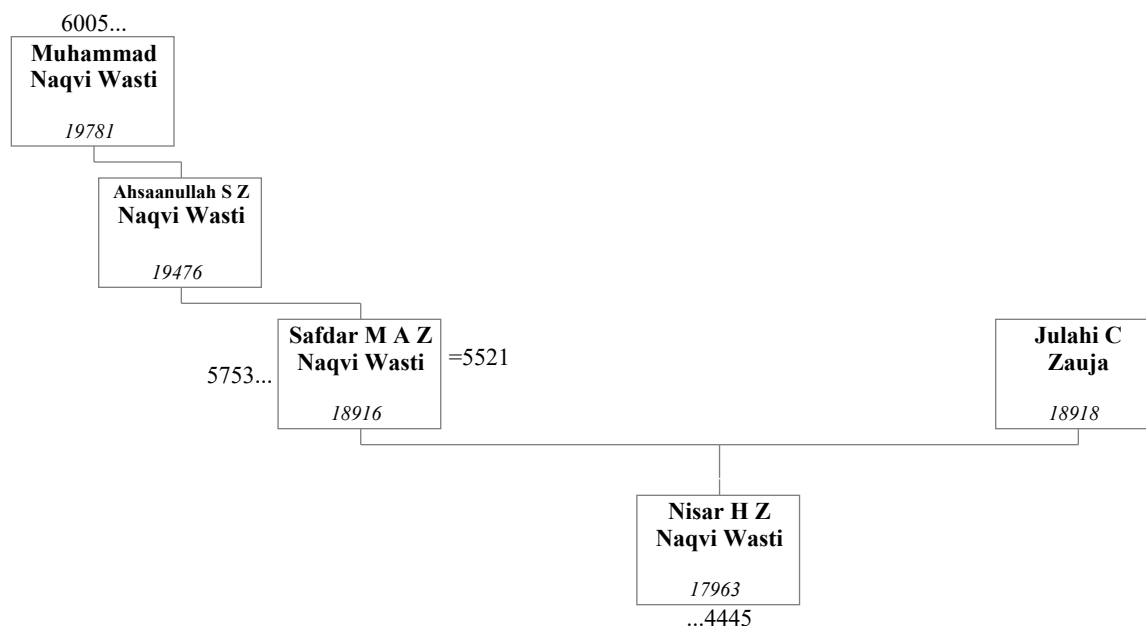 6005...
Muhammad
Naqvi Wasti
19781
Ahsaanullah S Z
Naqvi Wasti
19476
Safdar M A Z
Naqvi Wasti
18916
5753...
=5521
Julahi C
Zauja
18918
Nisar H Z
Naqvi Wasti
17963
...4445